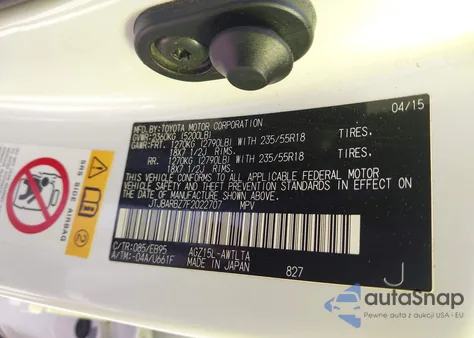 MFD.BY:TOYOTA MOTOR CORPORATION 04/15
GVWR:2360KG (5200LB)
GAWR:FRT. 1270KG (2790LB) WITH 235/55R18 TIRES.
18X7 1/2J RIMS.
RR. 1270KG (2790LB) WITH 235/55R18 TIRES.
18X7 1/2J RIMS.
THIS VEHICLE CONFORMS TO ALL APPLICABLE FEDERAL MOTOR
VEHICLE SAFETY AND THEFT PREVENTION STANDARDS IN EFFECT ON
THE DATE OF MANUFACTURE SHOWN ABOVE.
JTJBARBZ7F2022707 MPV
C/TR:085/EB95 AGZ15L-AWTLTA
A/TM:-04A/U661F MADE IN JAPAN 827
J
SRS SIDE AIRBAG
2
autoSnap
Pewne auta z aukcji USA - EU